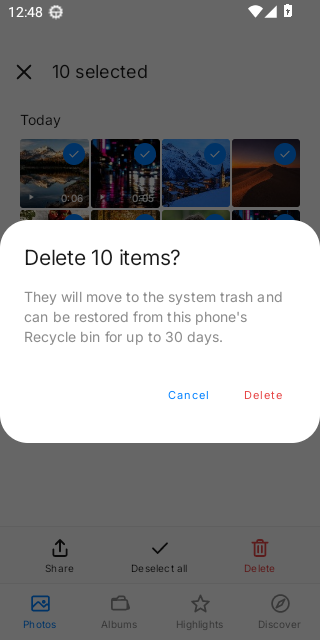 12:48
10 selected
Today
0:06
0:05
Delete 10 items?
They will move to the system trash and
can be restored from this phone's
Recycle bin for up to 30 days.
Cancel
Delete
Share
Deselect all
Delete
Photos
Albums
Highlights
Discover